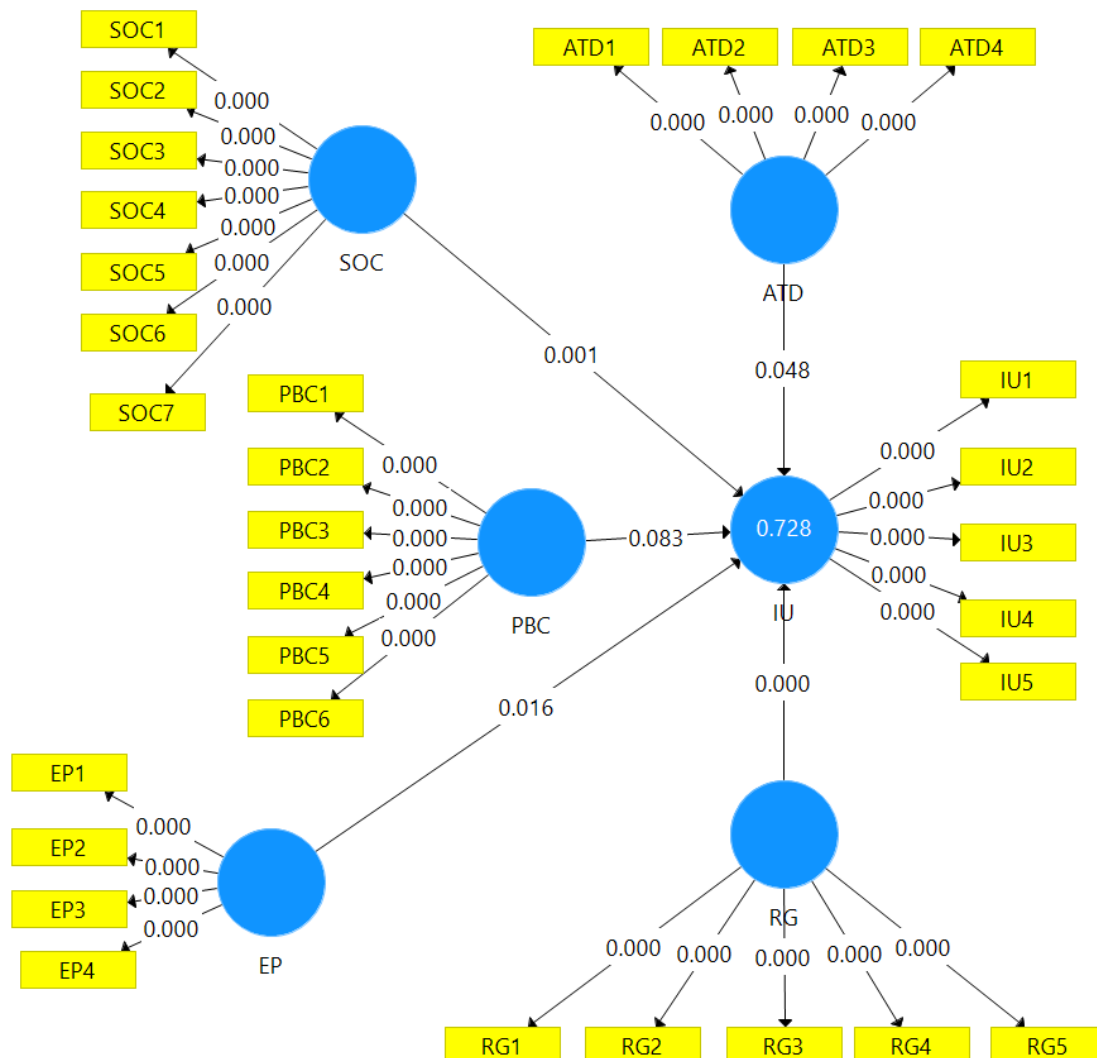 SOC1
SOC2
SOC3
SOC4
SOC5
SOC6
SOC7
0.000
0.000
0.000
0.000
0.000
0.000
0.000
SOC
ATD1
ATD2
ATD3
ATD4
0.000
0.000
0.000
0.000
ATD
0.001
0.048
PBC1
PBC2
PBC3
PBC4
PBC5
PBC6
0.000
0.000
0.000
0.000
0.000
0.000
PBC
0.083
0.728
IU
IU1
IU2
IU3
IU4
IU5
0.000
0.000
0.000
0.000
0.000
0.016
0.000
EP1
EP2
EP3
EP4
0.000
0.000
0.000
0.000
EP
RG
0.000
0.000
0.000
0.000
0.000
RG1
RG2
RG3
RG4
RG5